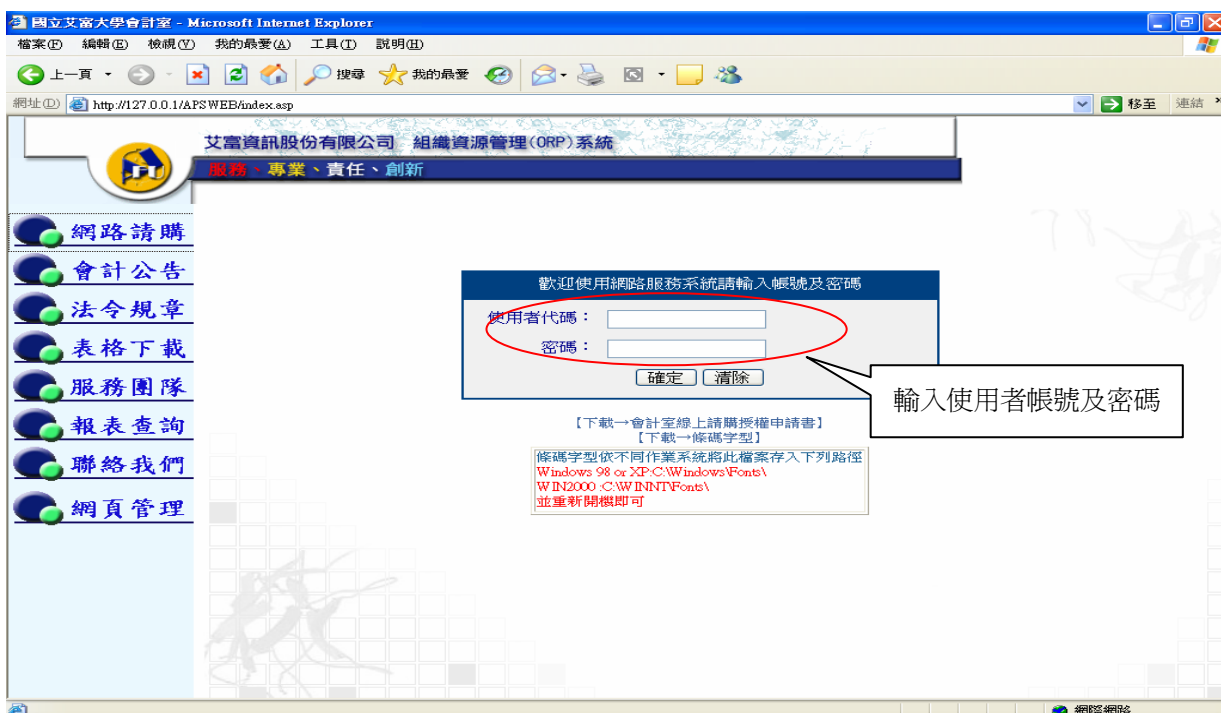 國立艾富大學會計室 - Microsoft Internet Explorer
檔案(F) 編輯(E) 檢視(V) 我的最愛(A) 工具(T) 說明(H)
上一頁 搜尋 我的最愛
網址(D) http://127.0.0.1/APSWEB/index.asp 移至 連結 »
艾富資訊股份有限公司 組織資源管理(ORP)系統
服務、專業、責任、創新
網路請購
會計公告
法令規章
表格下載
服務團隊
報表查詢
聯絡我們
網頁管理
歡迎使用網路服務系統請輸入帳號及密碼
使用者代碼：
密碼：
確定 清除
輸入使用者帳號及密碼
【下載→會計室線上請購授權申請書】
【下載→條碼字型】
條碼字型依不同作業系統將此檔案存入下列路徑
Windows 98 or XP:C:\Windows\Fonts\
WIN2000 :C:\WINNT\Fonts\
並重新開機即可
網際網路